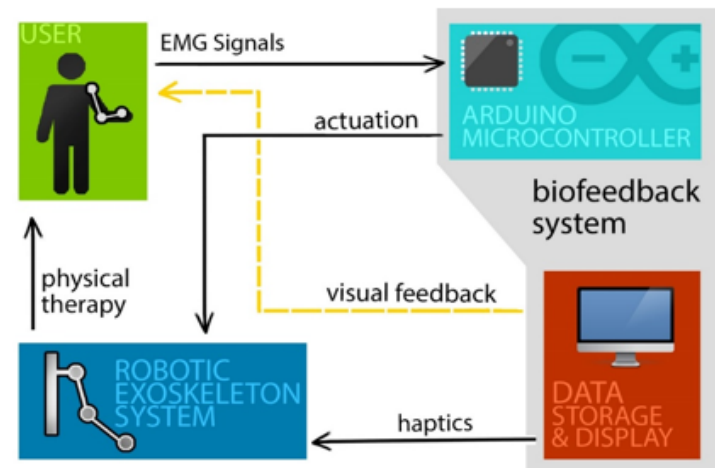 USER
EMG Signals
ARDUINO
MICROCONTROLLER
actuation
biofeedback
system
physical
therapy
visual feedback
ROBOTIC
EXOSKELETON
SYSTEM
DATA
STORAGE
& DISPLAY
haptics